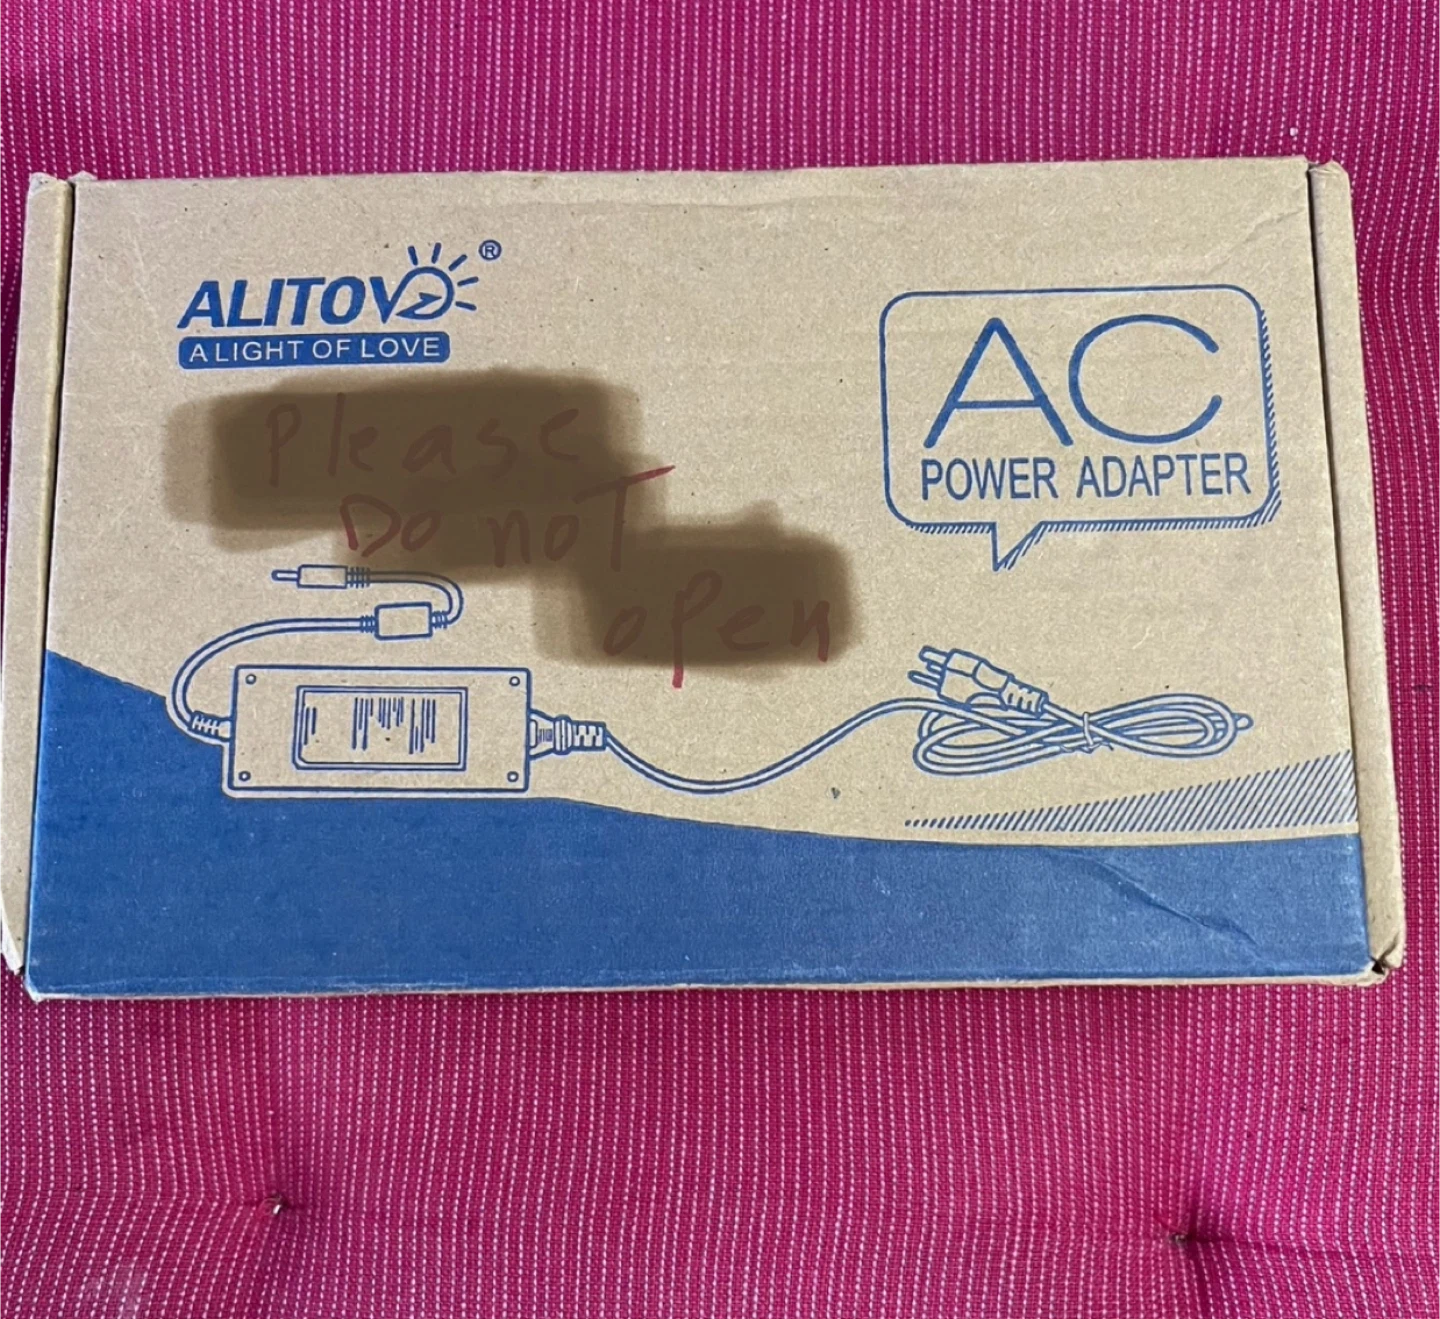 ALITOVE®
A LIGHT OF LOVE
AC
POWER ADAPTER
Please
Do noT
open